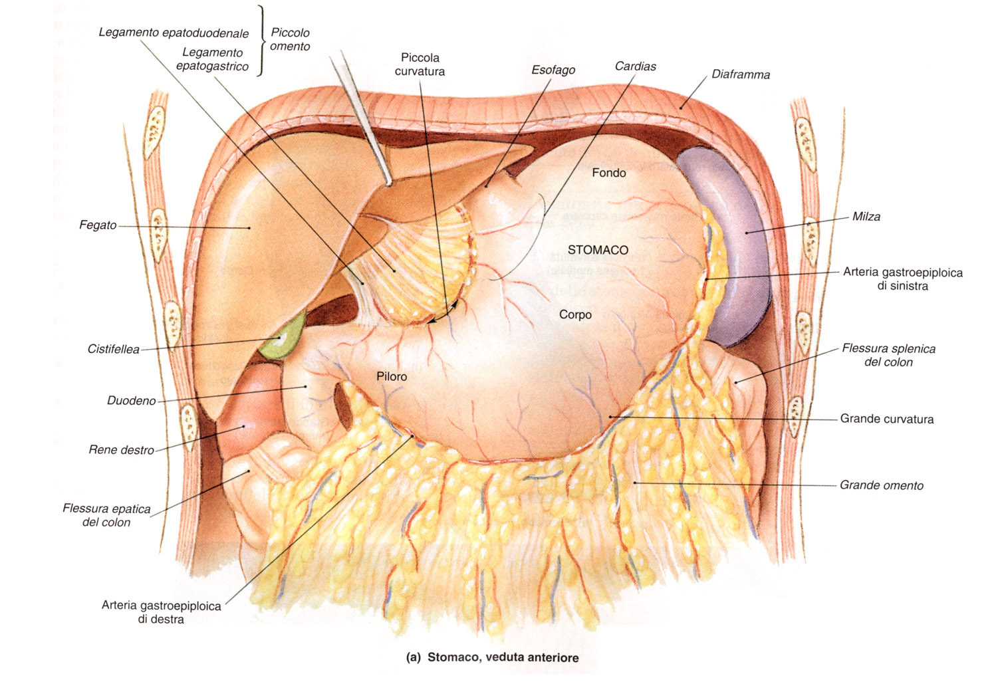 Legamento epatoduodenale
Legamento
epatogastrico
Piccolo
omento
Piccola
curvatura
Esofago
Cardias
Diaframma
Fondo
Fegato
Milza
STOMACO
Arteria gastroepiploica
di sinistra
Corpo
Cistifellea
Flessura splenica
del colon
Piloro
Duodeno
Grande curvatura
Rene destro
Grande omento
Flessura epatica
del colon
Arteria gastroepiploica
di destra
(a) Stomaco, veduta anteriore